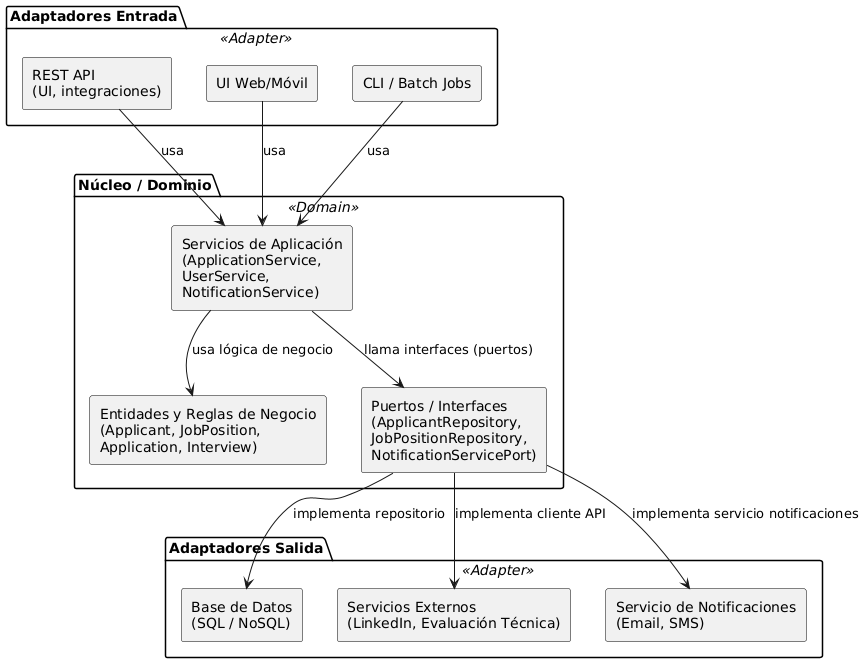 Adaptadores Entrada
«Adapter»
REST API
(UI, integraciones)
UI Web/Móvil
CLI / Batch Jobs
usa
usa
usa
Núcleo / Dominio
«Domain»
Servicios de Aplicación
(ApplicationService,
UserService,
NotificationService)
usa lógica de negocio
llama interfaces (puertos)
Entidades y Reglas de Negocio
(Applicant, JobPosition,
Application, Interview)
Puertos / Interfaces
(ApplicantRepository,
JobPositionRepository,
NotificationServicePort)
implementa repositorio
implementa cliente API
implementa servicio notificaciones
Adaptadores Salida
«Adapter»
Base de Datos
(SQL / NoSQL)
Servicios Externos
(LinkedIn, Evaluación Técnica)
Servicio de Notificaciones
(Email, SMS)